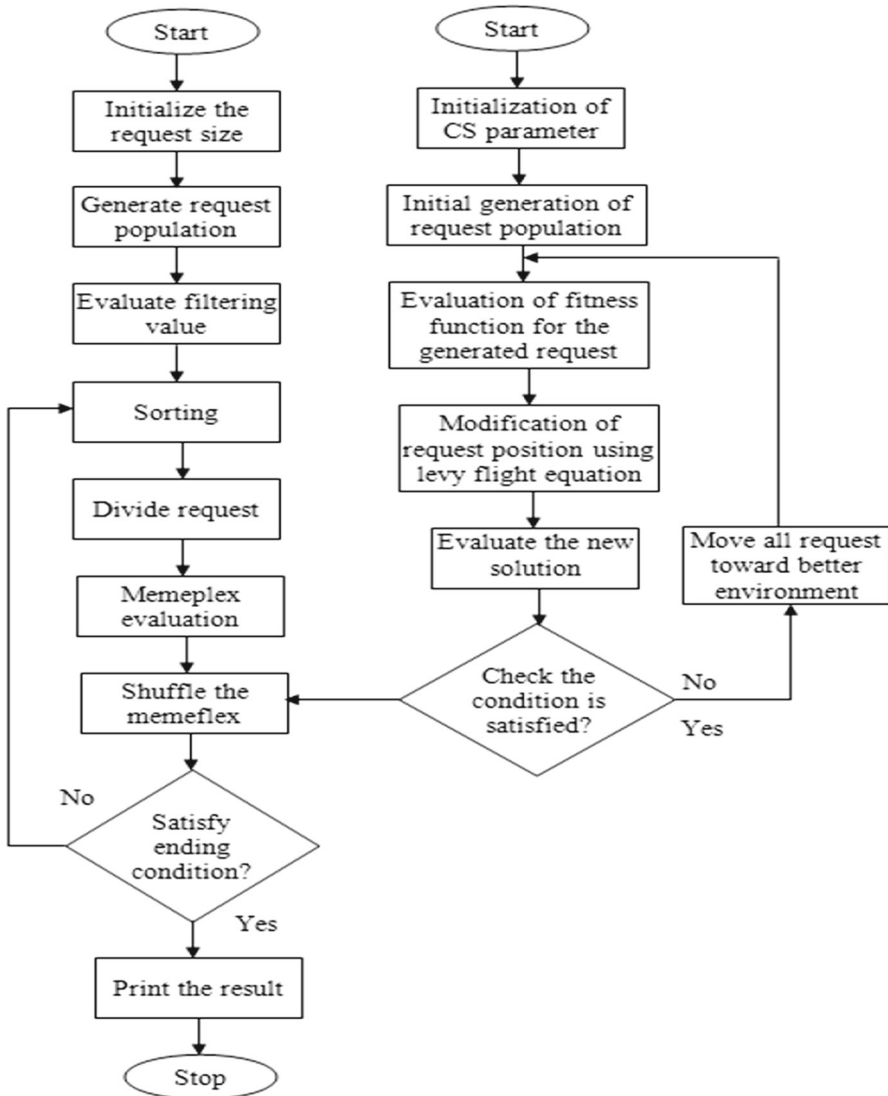 Start
Initialize the
request size
Generate request
population
Evaluate filtering
value
Sorting
Divide request
Memeplex
evaluation
Shuffle the
memeflex
No
Satisfy
ending
condition?
Yes
Print the result
Stop
Start
Initialization of
CS parameter
Initial generation of
request population
Evaluation of fitness
function for the
generated request
Modification of
request position using
levy flight equation
Evaluate the new
solution
Check the
condition is
satisfied?
No
Yes
Move all request
toward better
environment